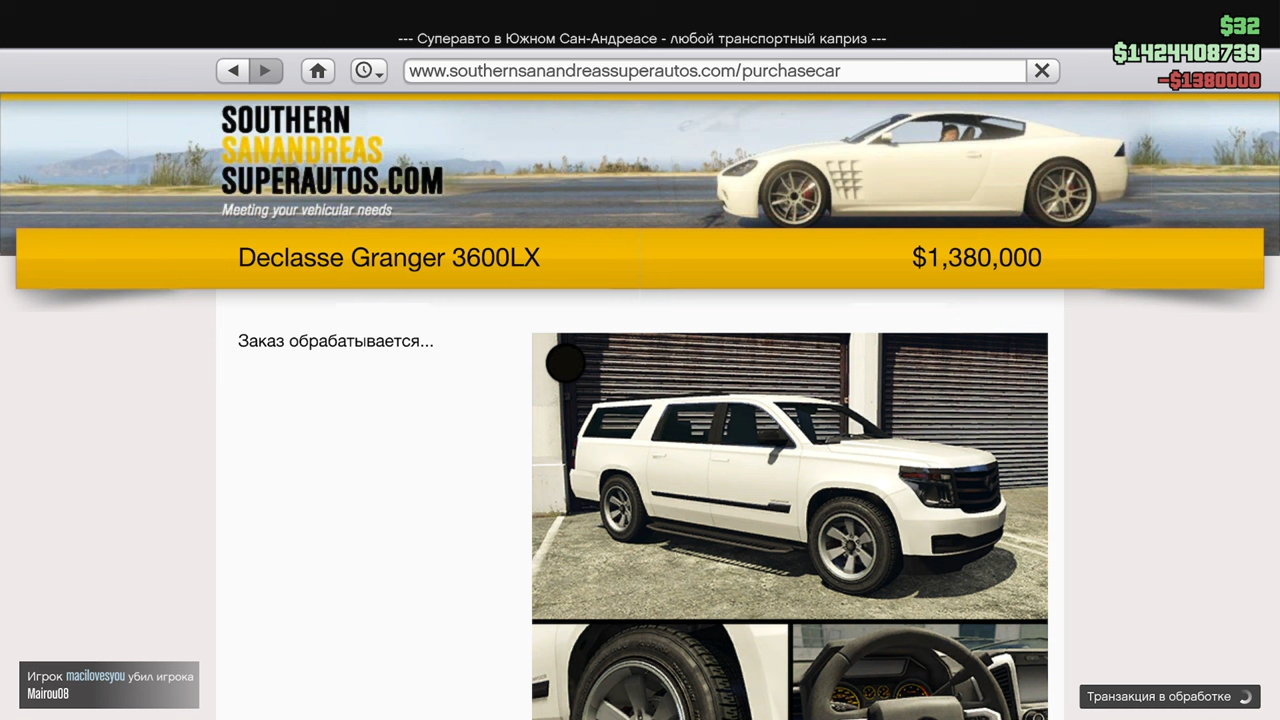 --- Суперавто в Южном Сан-Андреасе - любой транспортный каприз ---
$32
$1424408739
-$1380000
www.southernsanandreassuperautos.com/purchasecar
SOUTHERN
SANANDREAS
SUPERAUTOS.COM
Meeting your vehicular needs
Declasse Granger 3600LX
$1,380,000
Заказ обрабатывается...
Игрок macilovesyou убил игрока
Mairou08
Транзакция в обработке